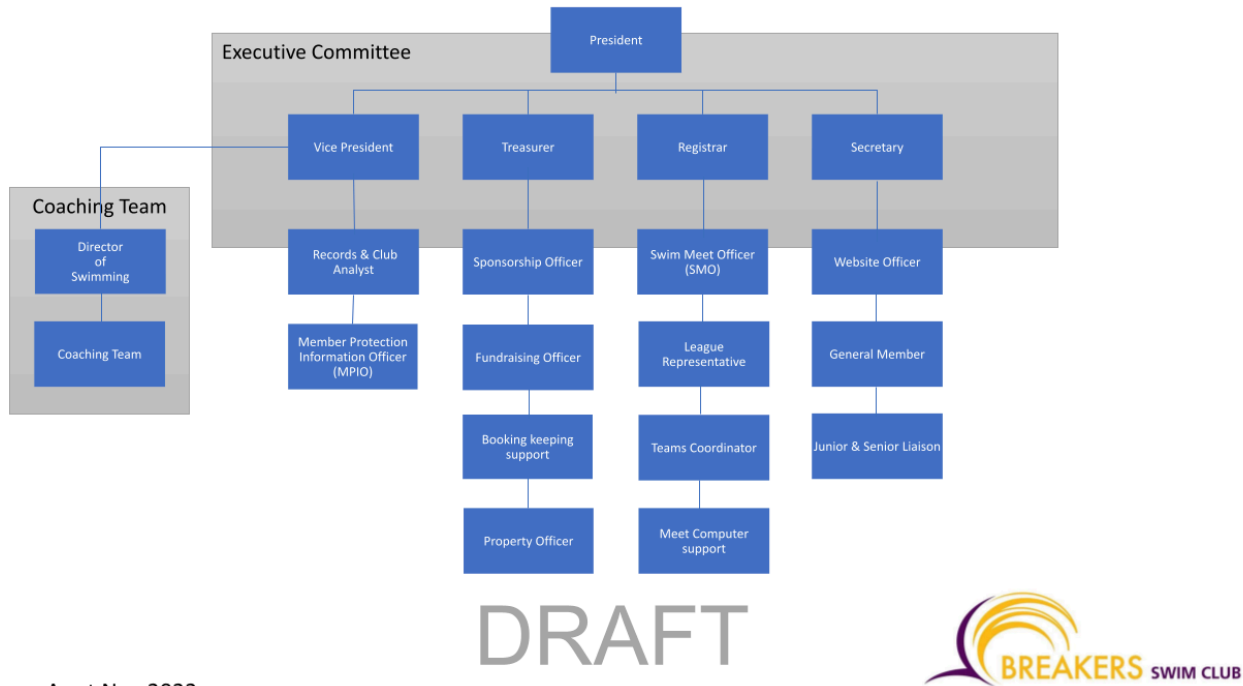 President
Executive Committee
Vice President
Treasurer
Registrar
Secretary
Coaching Team
Director
of
Swimming
Records & Club
Analyst
Sponsorship Officer
Swim Meet Officer
(SMO)
Website Officer
Coaching Team
Member Protection
Information Officer
(MPIO)
Fundraising Officer
League
Representative
General Member
Booking keeping
support
Teams Coordinator
Junior & Senior Liaison
Property Officer
Meet Computer
support
DRAFT
BREAKERS SWIM CLUB